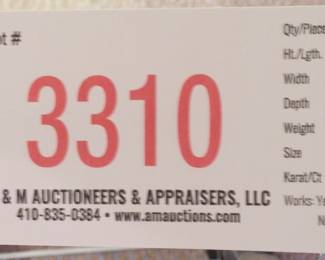 ot #
3310
& M AUCTIONEERS & APPRAISERS, LLC
410-835-0384 • www.amauctions.com
Qty/Piece
Ht./Lgth.
Width
Depth
Weight
Size
Karat/Ct
Works: Ye
N